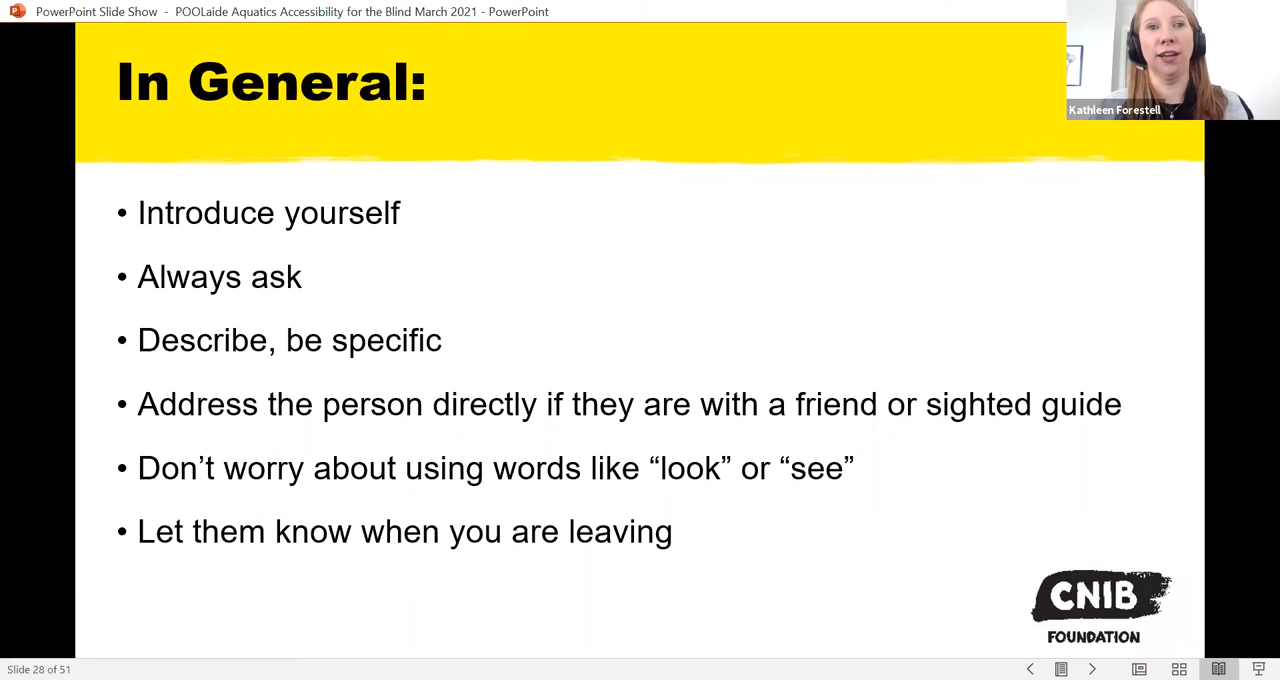 PowerPoint Slide Show - POOLaide Aquatics Accessibility for the Blind March 2021 - PowerPoint
In General:
Kathleen Forestell
• Introduce yourself
• Always ask
• Describe, be specific
• Address the person directly if they are with a friend or sighted guide
• Don’t worry about using words like “look” or “see”
• Let them know when you are leaving
CNIB
FOUNDATION
Slide 28 of 51